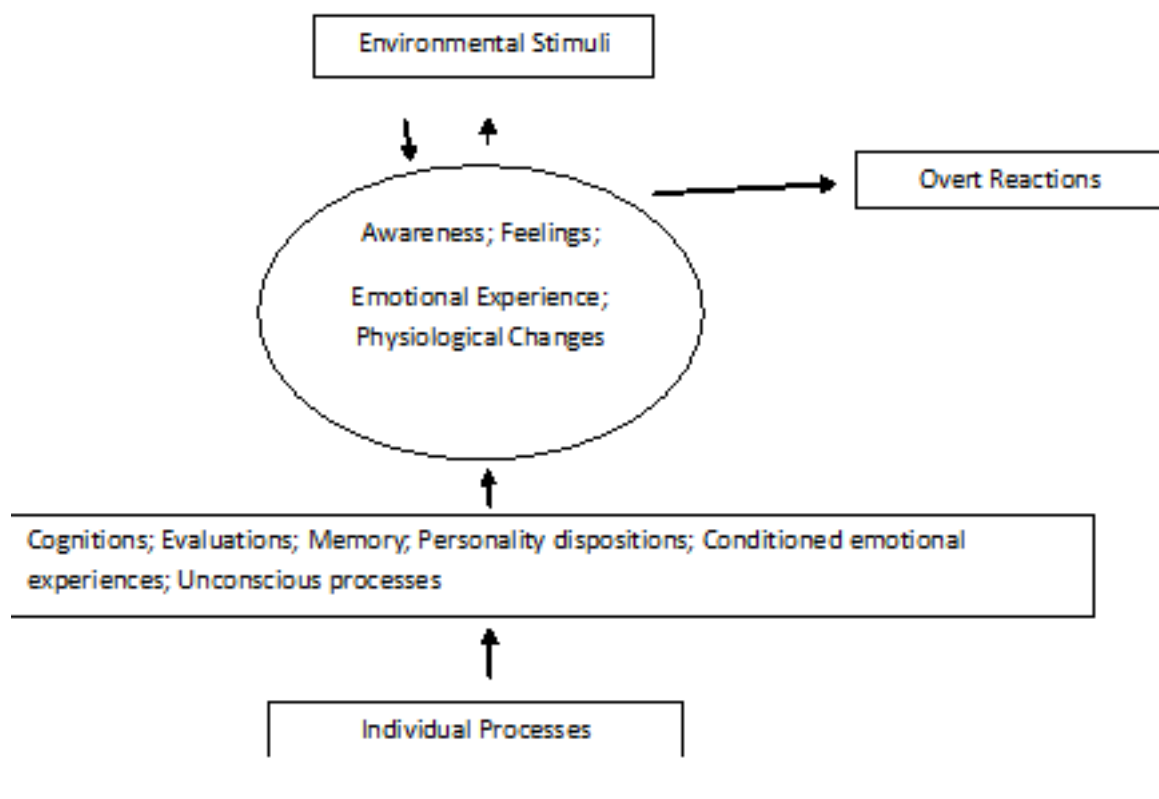 Environmental Stimuli
Overt Reactions
Awareness; Feelings;
Emotional Experience;
Physiological Changes
Cognitions; Evaluations; Memory; Personality dispositions; Conditioned emotional
experiences; Unconscious processes
Individual Processes